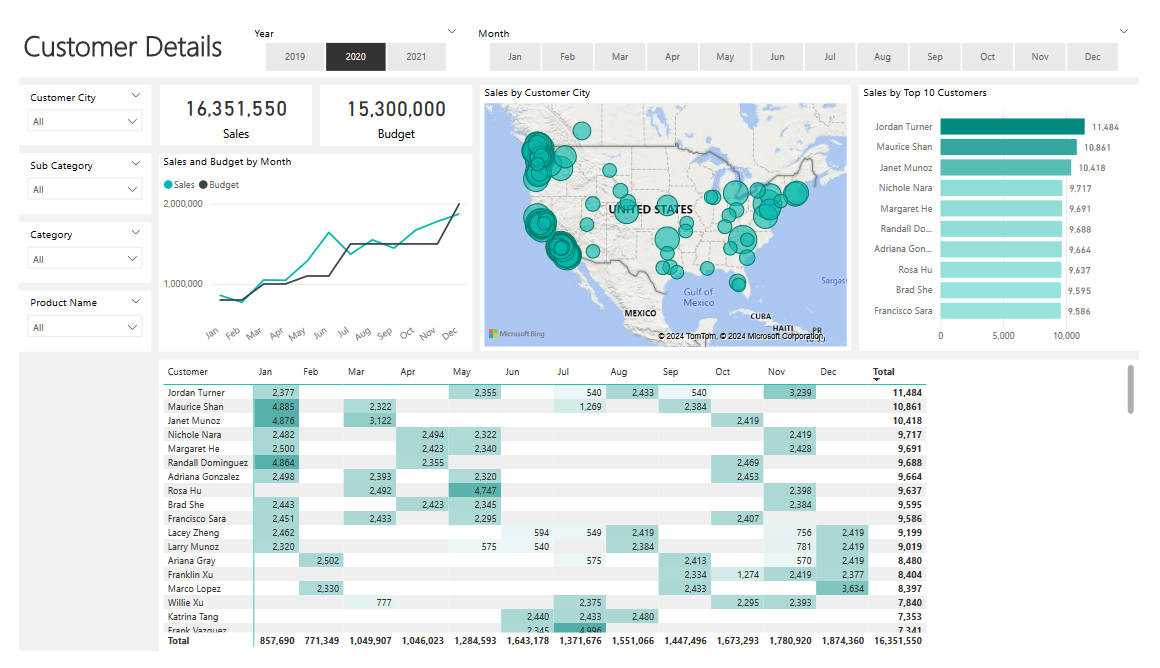 Customer Details
Year
2019 2020 2021
Month
Jan Feb Mar Apr May Jun Jul Aug Sep Oct Nov Dec
Customer City
All
Sub Category
All
Category
All
Product Name
All
16,351,550
Sales
15,300,000
Budget
Sales and Budget by Month
Sales Budget
2,000,000
1,000,000
Jan Feb Mar Apr May Jun Jul Aug Sep Oct Nov Dec
Sales by Customer City
UNITED STATES
Gulf of
Mexico
MEXICO
CUBA
HAITI
PR
Sargas
Microsoft Bing
© 2024 TomTom, © 2024 Microsoft Corporation
Sales by Top 10 Customers
Jordan Turner 11,484
Maurice Shan 10,861
Janet Munoz 10,418
Nichole Nara 9,717
Margaret He 9,691
Randall Do... 9,688
Adriana Gon... 9,664
Rosa Hu 9,637
Brad She 9,595
Francisco Sara 9,586
0 5,000 10,000
Customer Jan Feb Mar Apr May Jun Jul Aug Sep Oct Nov Dec Total
Jordan Turner 2,377 2,355 540 2,433 540 3,239 11,484
Maurice Shan 4,885 2,322 1,269 2,384 10,861
Janet Munoz 4,876 3,122 2,419 10,418
Nichole Nara 2,482 2,494 2,322 2,419 9,717
Margaret He 2,500 2,423 2,340 2,428 9,691
Randall Dominguez 4,864 2,355 2,469 9,688
Adriana Gonzalez 2,498 2,393 2,320 2,453 9,664
Rosa Hu 2,492 4,747 2,398 9,637
Brad She 2,443 2,423 2,345 2,384 9,595
Francisco Sara 2,451 2,433 2,295 2,407 9,586
Lacey Zheng 2,462 594 549 2,419 756 2,419 9,199
Larry Munoz 2,320 575 540 2,384 781 2,419 9,019
Ariana Gray 2,502 575 2,413 570 2,419 8,480
Franklin Xu 2,334 1,274 2,419 2,377 8,404
Marco Lopez 2,330 2,433 3,634 8,397
Willie Xu 777 2,375 2,295 2,393 7,840
Katrina Tang 2,440 2,433 2,480 7,353
Frank Vazquez 2,345 4,996 7,341
Total 857,690 771,349 1,049,907 1,046,023 1,284,593 1,643,178 1,371,676 1,551,066 1,447,496 1,673,293 1,780,920 1,874,360 16,351,550